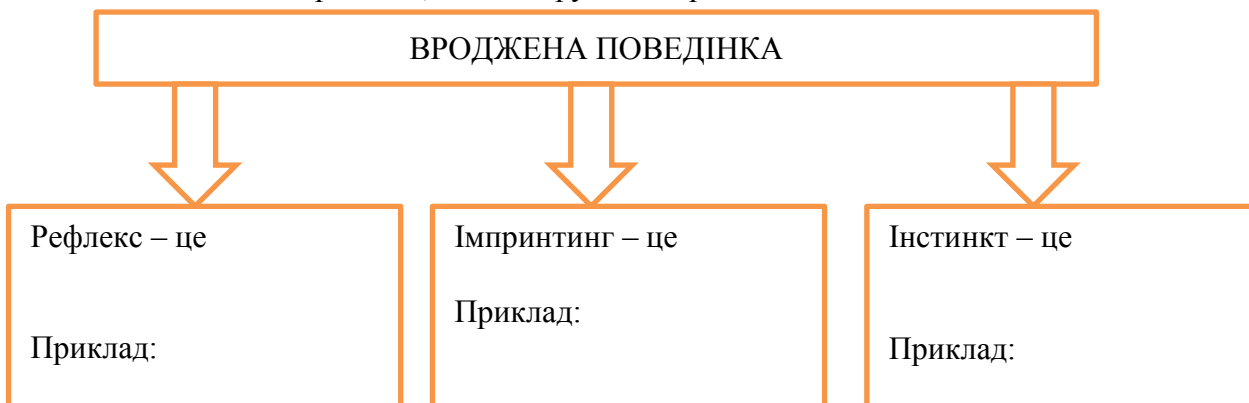 ВРОДЖЕНА ПОВЕДІНКА
Рефлекс – це
Приклад:
Імпринтинг – це
Приклад:
Інстинкт – це
Приклад: